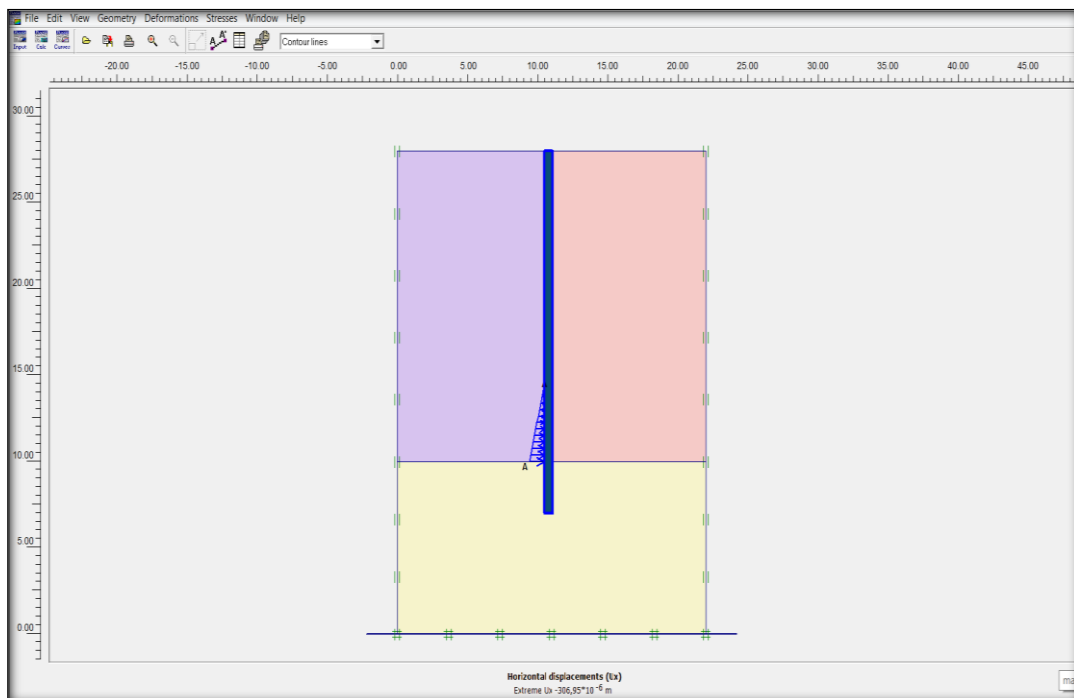 File Edit View Geometry Deformations Stresses Window Help
Input Calc Curves A A* Contour lines
-20.00 -15.00 -10.00 -5.00 0.00 5.00 10.00 15.00 20.00 25.00 30.00 35.00 40.00 45.00
30.00
25.00
20.00
15.00
10.00
A
5.00
0.00
Horizontal displacements (Ux)
Extreme Ux -306,95*10 -6 m
ma